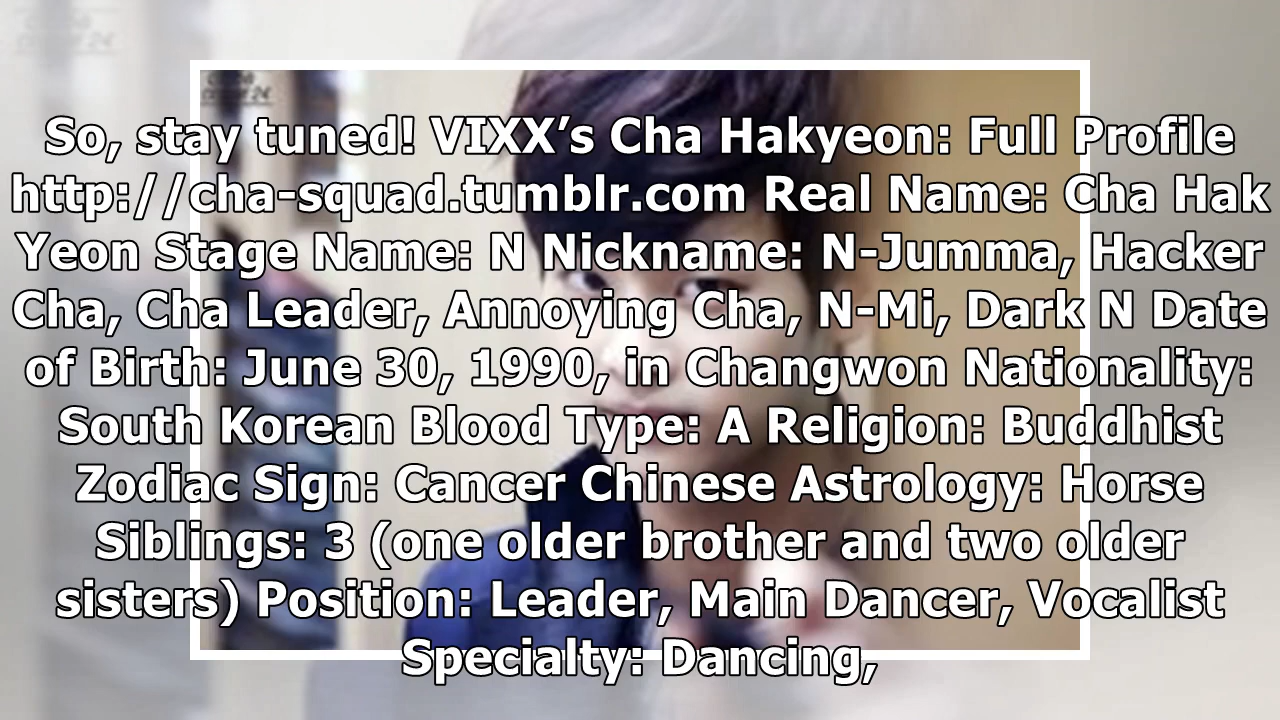 So, stay tuned! VIXX’s Cha Hakyeon: Full Profile
http://cha-squad.tumblr.com Real Name: Cha Hak
Yeon Stage Name: N Nickname: N-Jumma, Hacker
Cha, Cha Leader, Annoying Cha, N-Mi, Dark N Date
of Birth: June 30, 1990, in Changwon Nationality:
South Korean Blood Type: A Religion: Buddhist
Zodiac Sign: Cancer Chinese Astrology: Horse
Siblings: 3 (one older brother and two older
sisters) Position: Leader, Main Dancer, Vocalist
Specialty: Dancing,